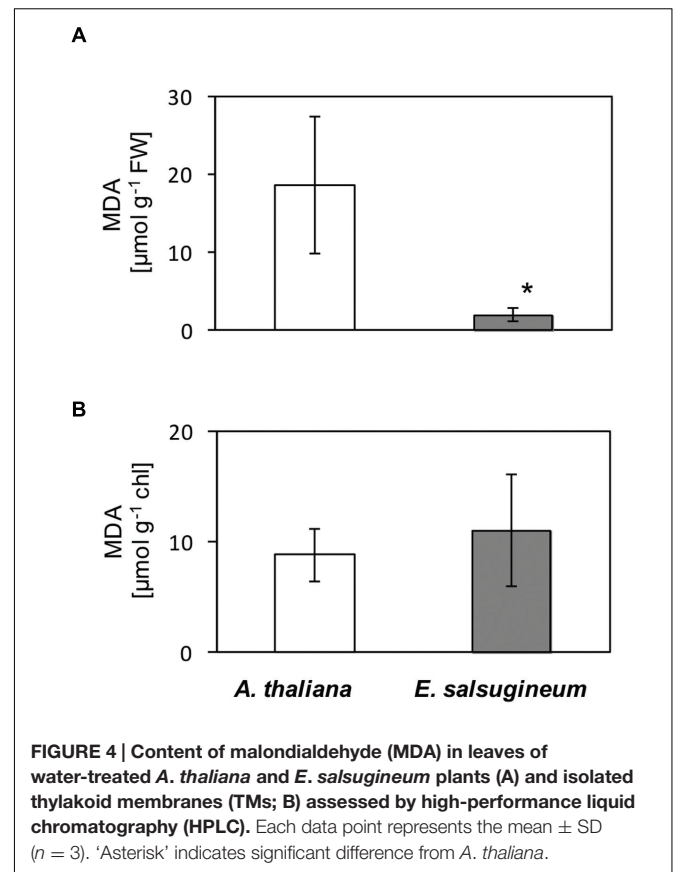 A
30
20
10
0
MDA
[µmol g-1 FW]
*
B
20
10
0
MDA
[µmol g-1 chl]
A. thaliana E. salsugineum
FIGURE 4 | Content of malondialdehyde (MDA) in leaves of
water-treated A. thaliana and E. salsugineum plants (A) and isolated
thylakoid membranes (TMs; B) assessed by high-performance liquid
chromatography (HPLC). Each data point represents the mean ± SD
(n = 3). ‘Asterisk’ indicates significant difference from A. thaliana.